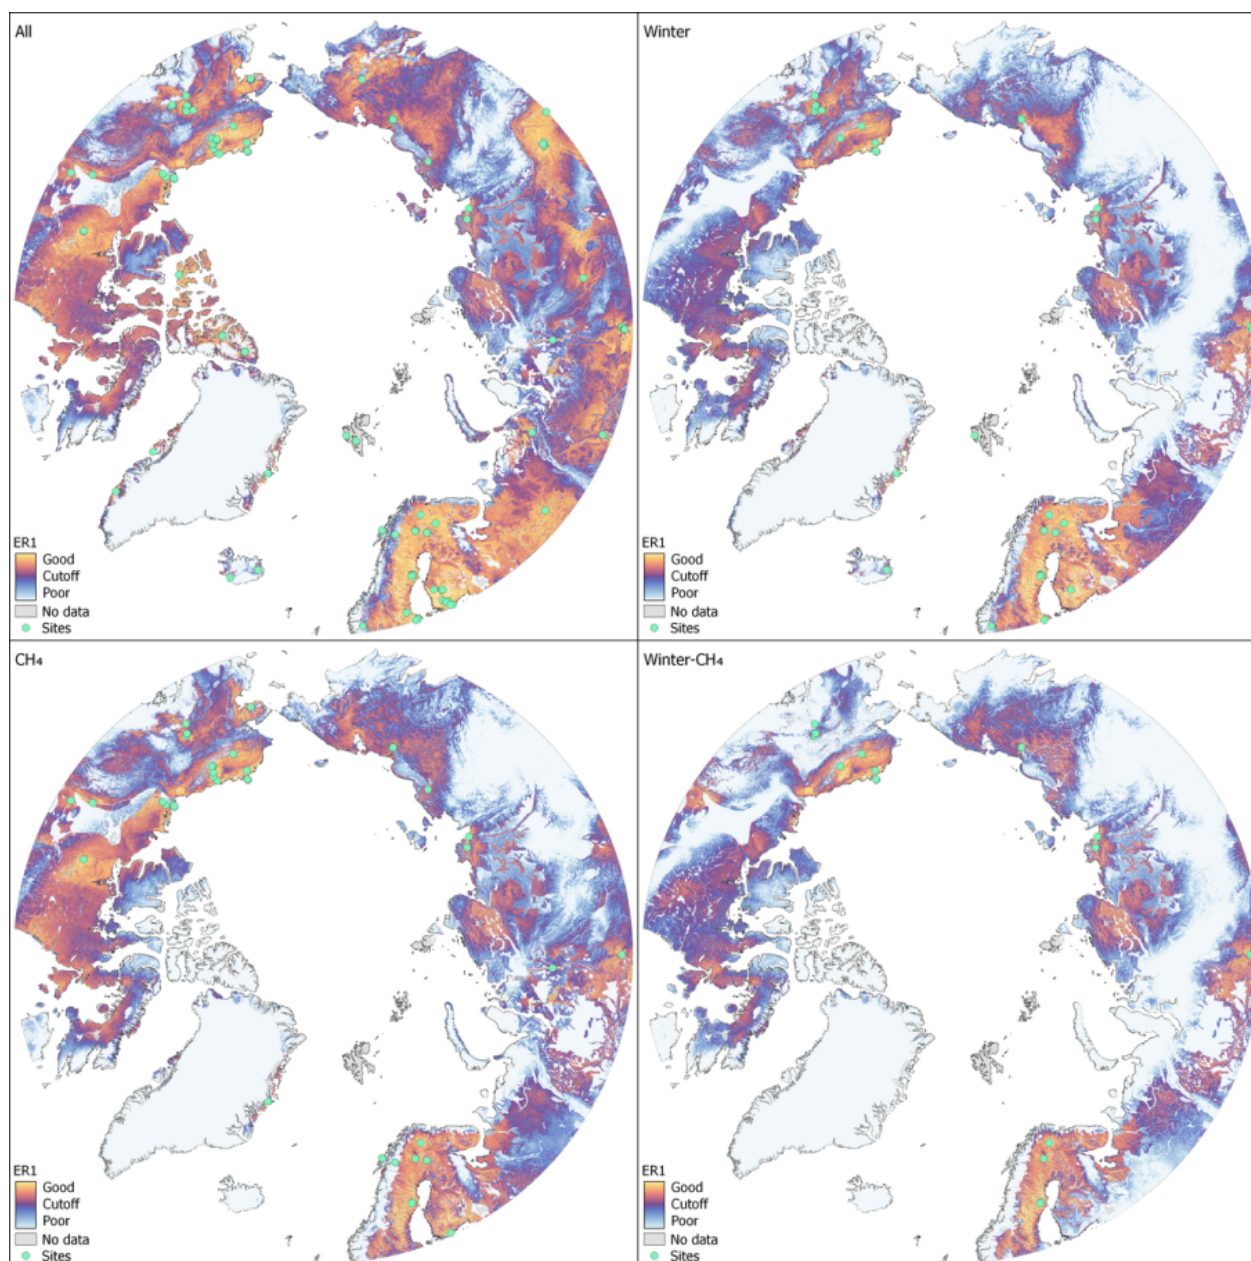 All
ER1
Good
Cutoff
Poor
No data
Sites
Winter
ER1
Good
Cutoff
Poor
No data
Sites
CH₄
ER1
Good
Cutoff
Poor
No data
Sites
Winter-CH₄
ER1
Good
Cutoff
Poor
No data
Sites